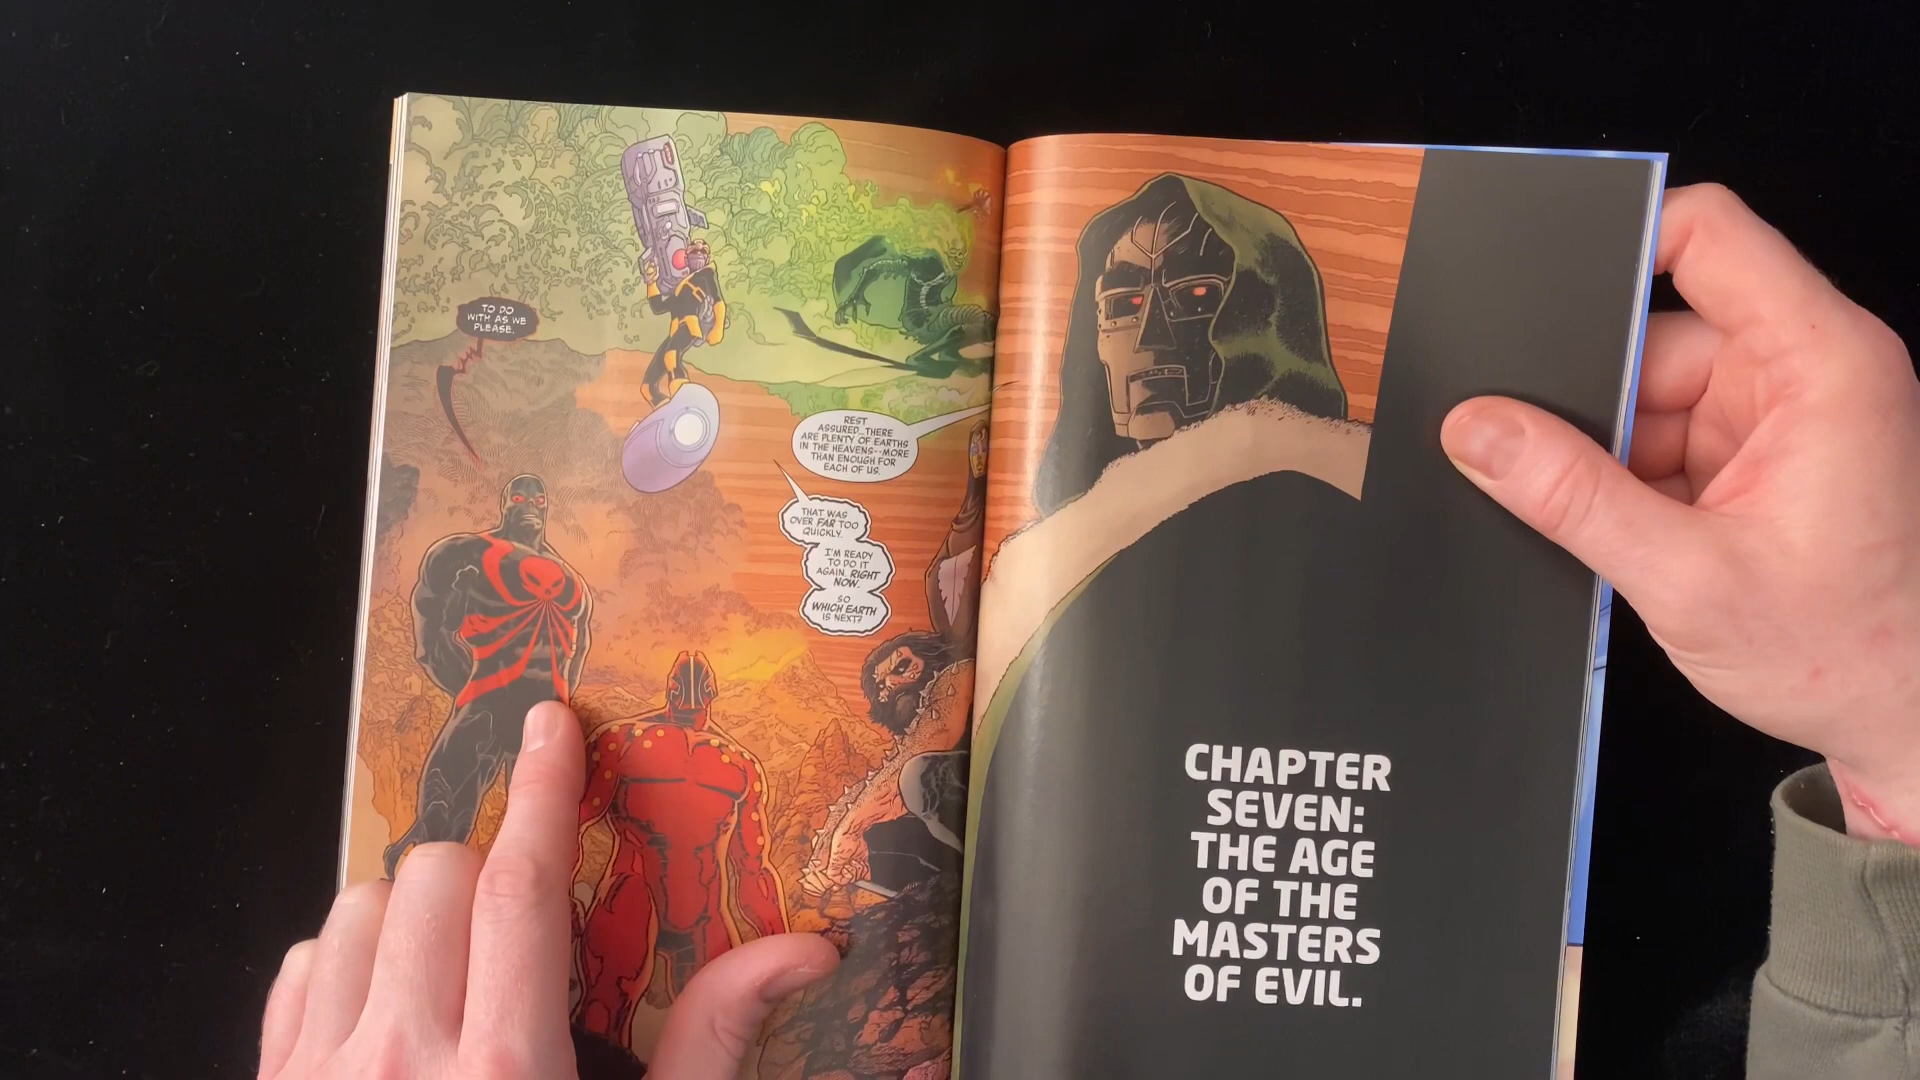 TO DO
WITH AS WE
PLEASE.
REST
ASSURED...THERE
ARE PLENTY OF EARTHS
IN THE HEAVENS--MORE
THAN ENOUGH FOR
EACH OF US.
THAT WAS
OVER FAR TOO
QUICKLY.
I'M READY
TO DO IT
AGAIN. RIGHT
NOW.
SO
WHICH EARTH
IS NEXT?
CHAPTER
SEVEN:
THE AGE
OF THE
MASTERS
OF EVIL.